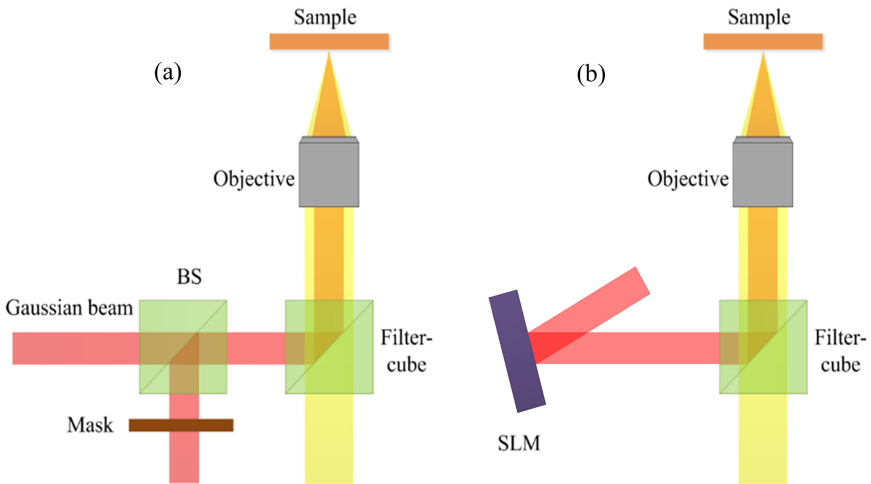 Sample
(a)
Objective
BS
Gaussian beam
Filter-
cube
Mask
Sample
(b)
Objective
Filter-
cube
SLM